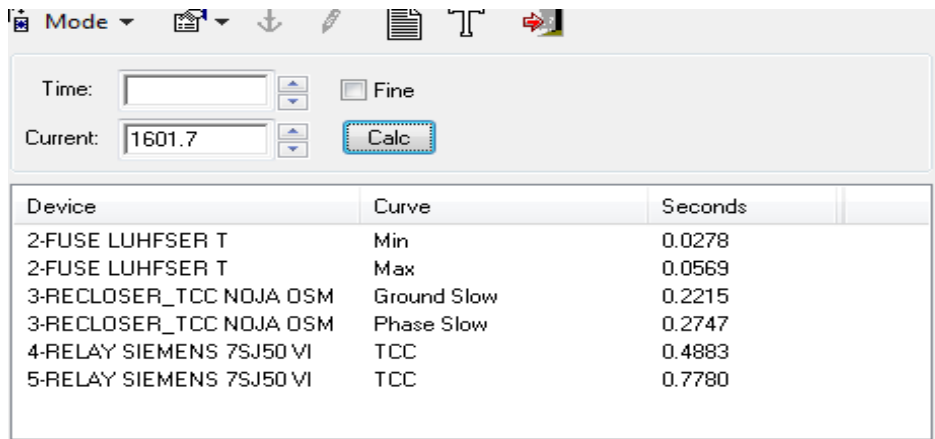 Mode
Time:
Fine
Current: 1601.7 Calc
Device Curve Seconds
2-FUSE LUHFSER T Min 0.0278
2-FUSE LUHFSER T Max 0.0569
3-RECLOSER_TCC NOJA OSM Ground Slow 0.2215
3-RECLOSER_TCC NOJA OSM Phase Slow 0.2747
4-RELAY SIEMENS 7SJ50 VI TCC 0.4883
5-RELAY SIEMENS 7SJ50 VI TCC 0.7780